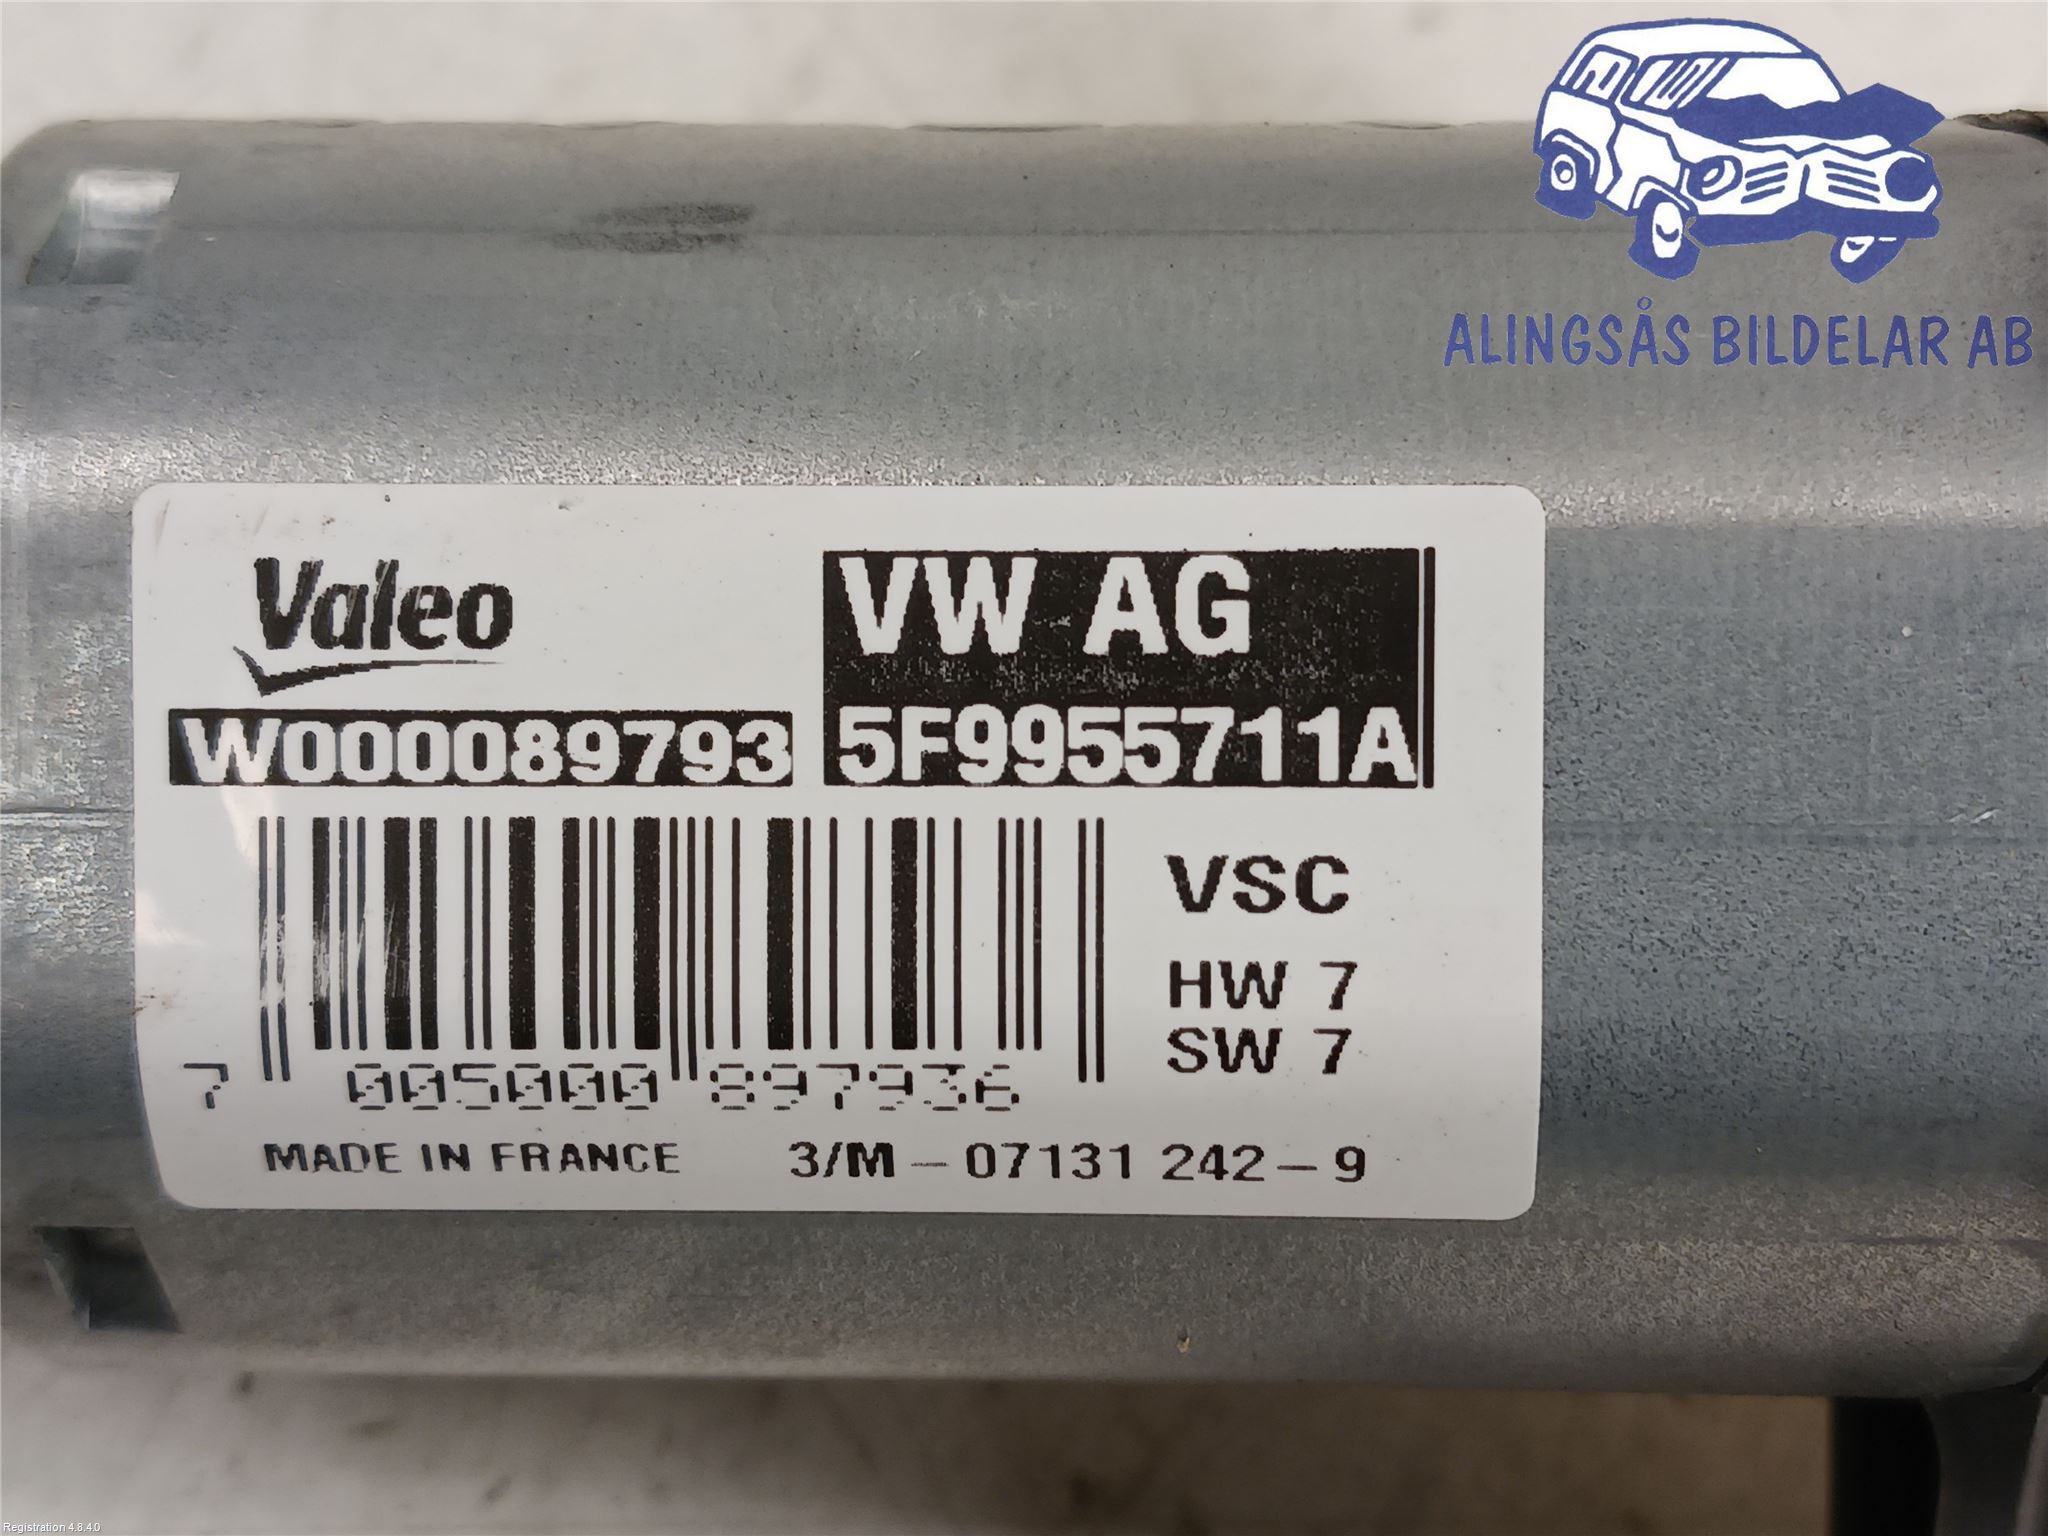 ALINGSÅS BILDELAR AB
Valeo
VW AG
W000089793
5F9955711A
VSC
HW 7
SW 7
7 005000 897936
MADE IN FRANCE 3/M - 07131 242-9
Registration 4.8.4.0